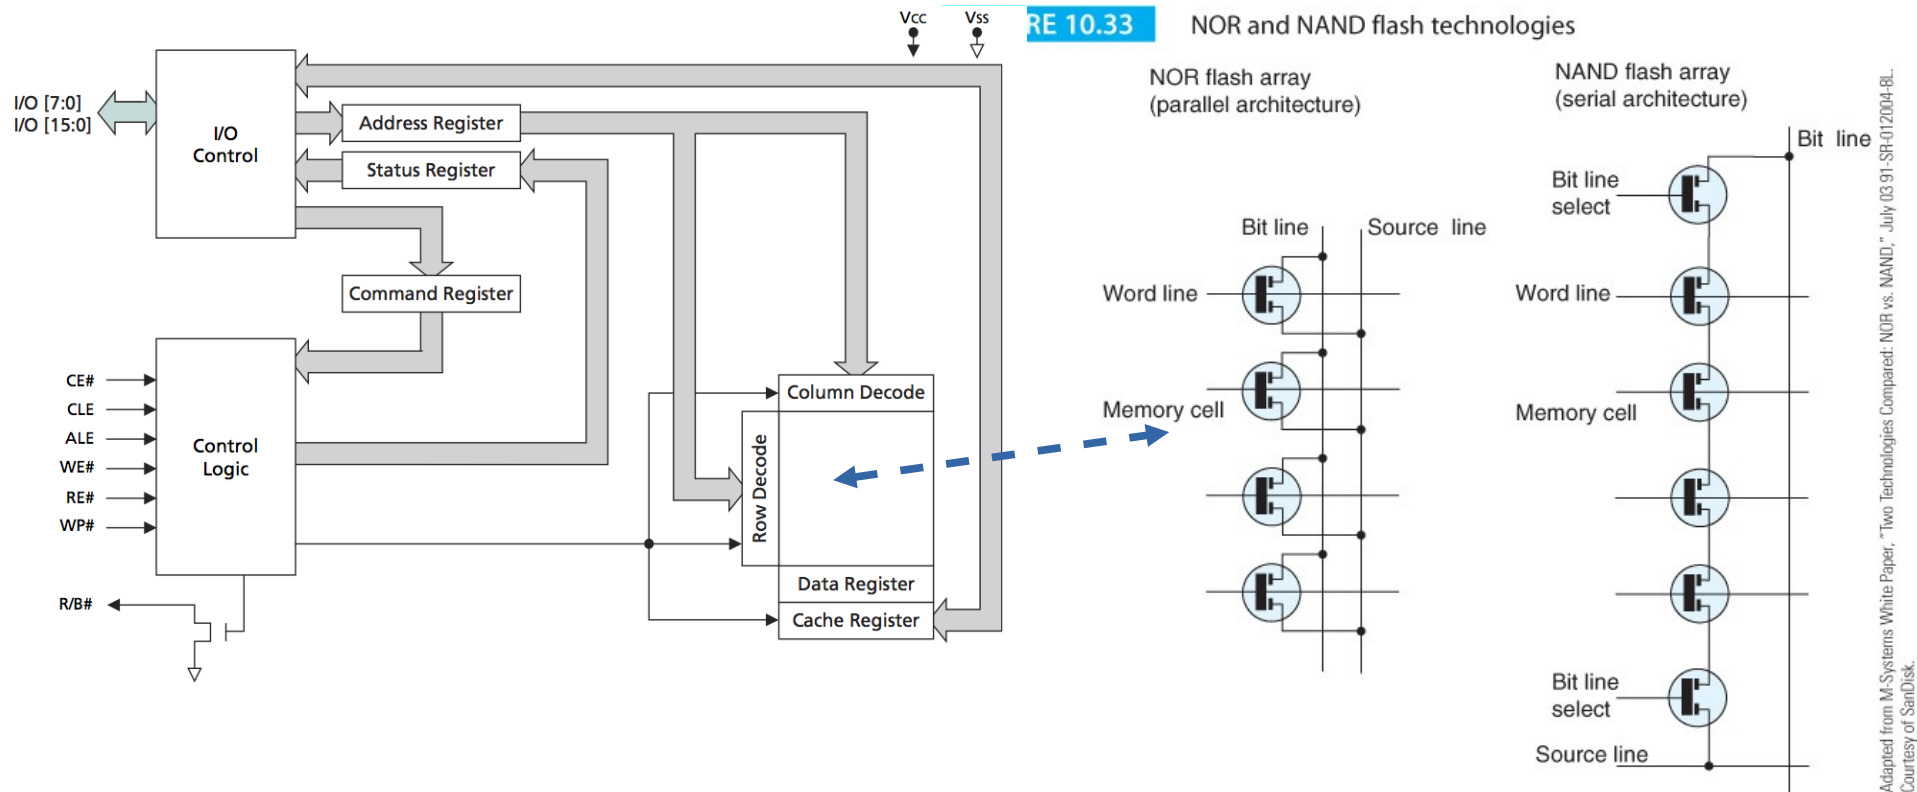 Vcc
Vss
I/O [7:0]
I/O [15:0]
I/O
Control
Address Register
Status Register
Command Register
CE#
CLE
ALE
WE#
RE#
WP#
R/B#
Control
Logic
Column Decode
Row Decode
Data Register
Cache Register
RE 10.33
NOR and NAND flash technologies
NOR flash array
(parallel architecture)
Bit line
Source line
Word line
Memory cell
NAND flash array
(serial architecture)
Bit line
Bit line
select
Word line
Memory cell
Bit line
select
Source line
Adapted from M-Systems White Paper, "Two Technologies Compared: NOR vs. NAND," July 03 91-SR-012004-8L.
Courtesy of SanDisk.